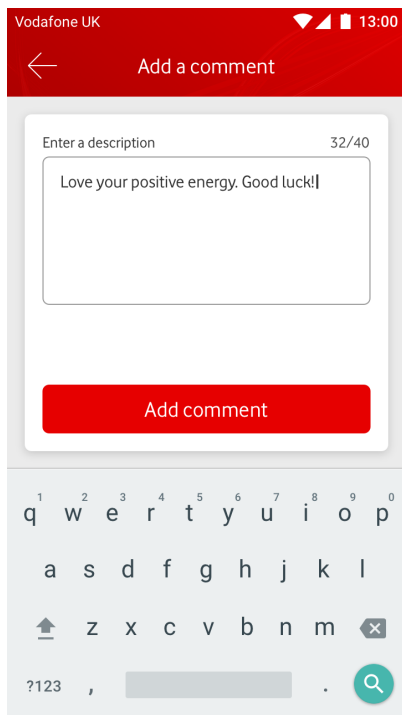 Vodafone UK 13:00
Add a comment
Enter a description 32/40
Love your positive energy. Good luck!
Add comment
1 2 3 4 5 6 7 8 9 0
q w e r t y u i o p
a s d f g h j k l
z x c v b n m
?123 , .